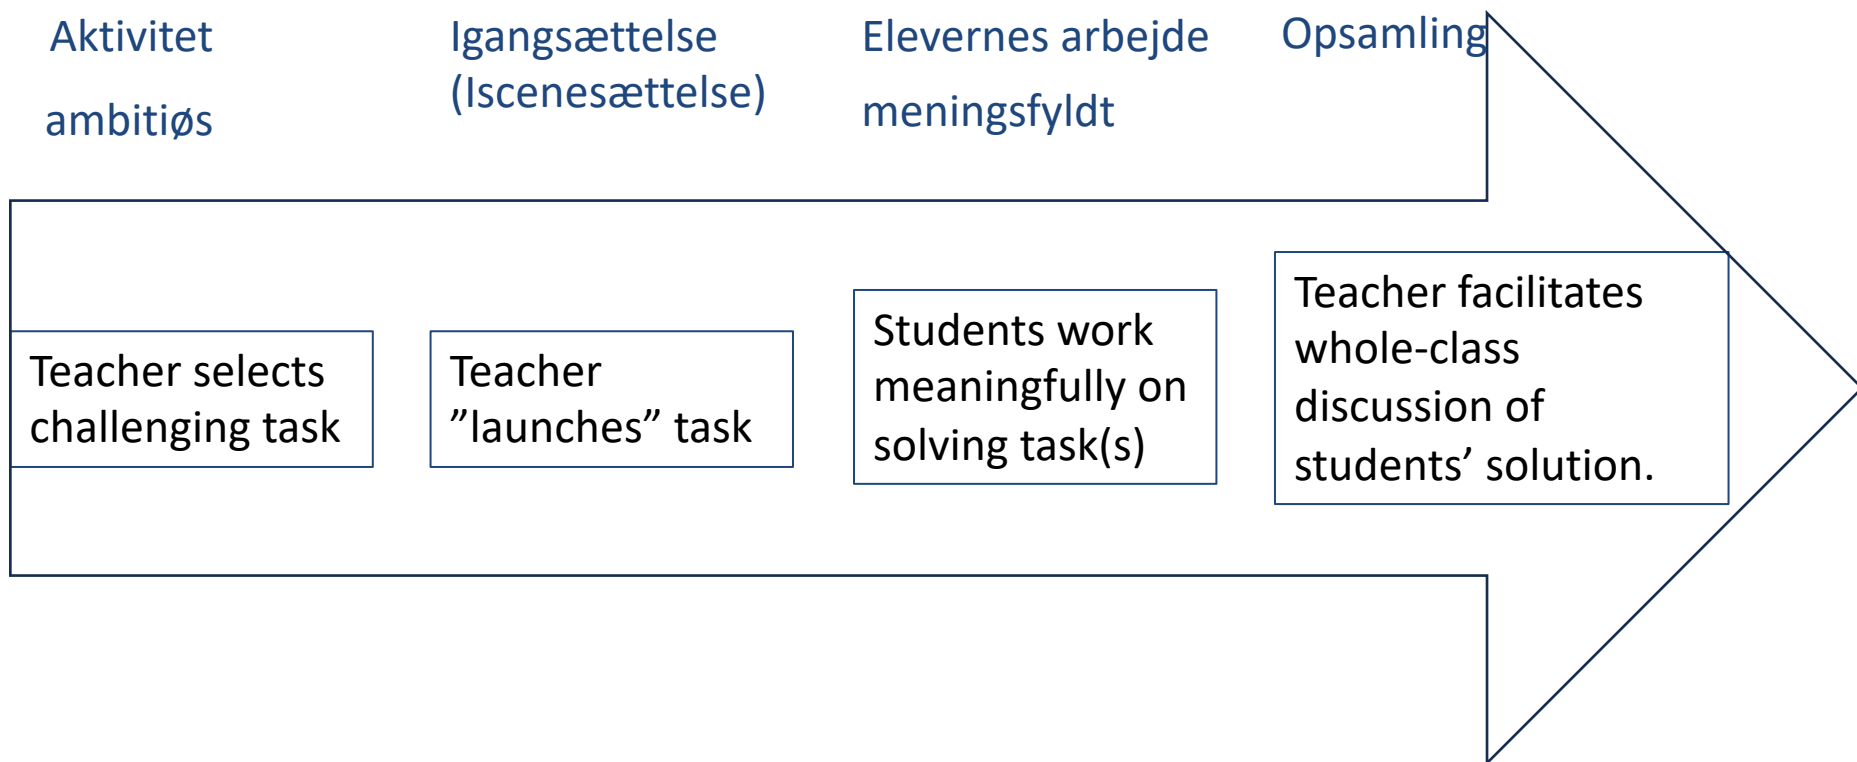 Aktivitet
ambitiøs
Igangsættelse
(Iscenesættelse)
Elevernes arbejde
meningsfyldt
Opsamling
Teacher selects
challenging task
Teacher
”launches” task
Students work
meaningfully on
solving task(s)
Teacher facilitates
whole-class
discussion of
students’ solution.